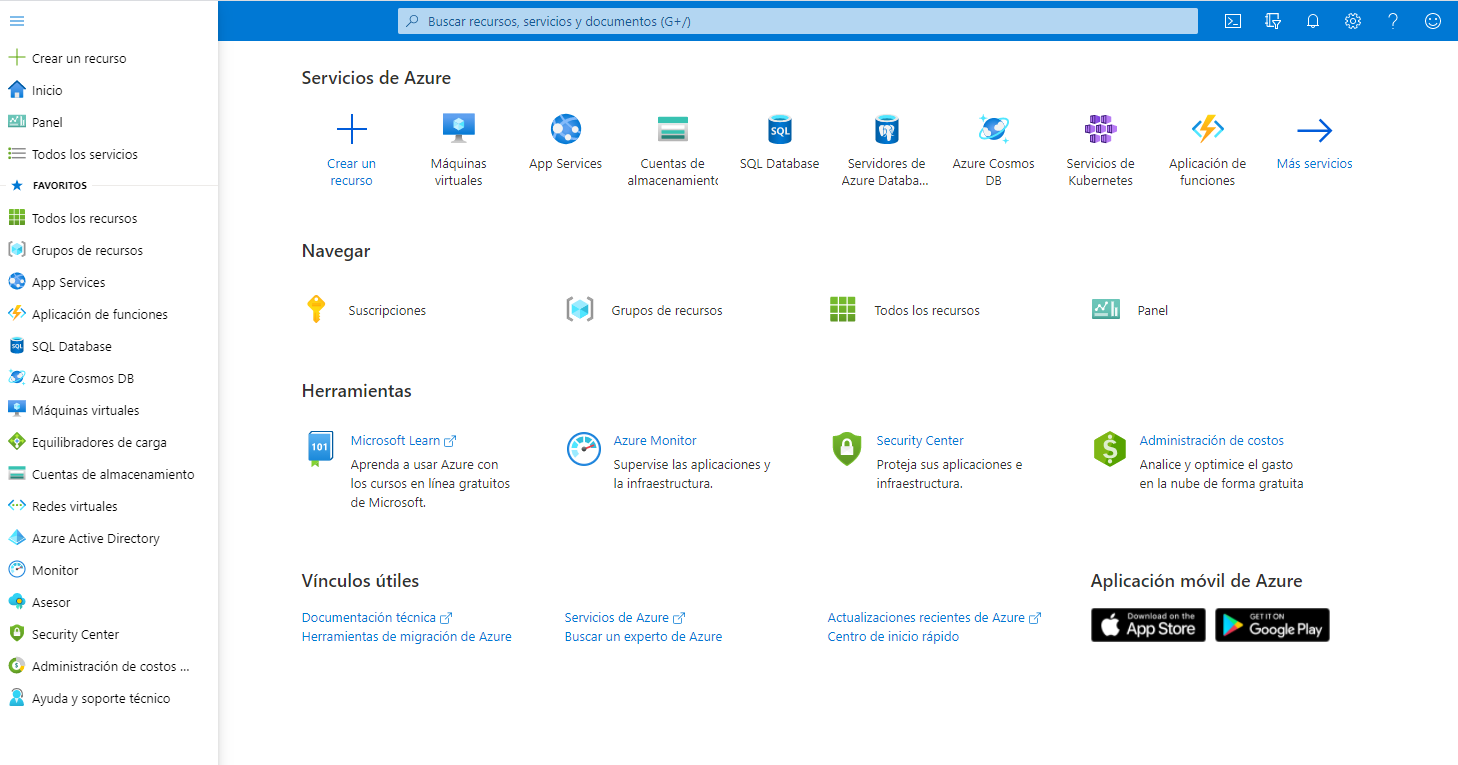 Buscar recursos, servicios y documentos (G+/)
Crear un recurso
Inicio
Panel
Todos los servicios
FAVORITOS
Todos los recursos
Grupos de recursos
App Services
Aplicación de funciones
SQL Database
Azure Cosmos DB
Máquinas virtuales
Equilibradores de carga
Cuentas de almacenamiento
Redes virtuales
Azure Active Directory
Monitor
Asesor
Security Center
Administración de costos ...
Ayuda y soporte técnico
Servicios de Azure
Crear un
recurso
Máquinas
virtuales
App Services
Cuentas de
almacenamiento
SQL
SQL Database
Servidores de
Azure Databa...
Azure Cosmos
DB
Servicios de
Kubernetes
Aplicación de
funciones
Más servicios
Navegar
Suscripciones
Grupos de recursos
Todos los recursos
Panel
Herramientas
101
Microsoft Learn
Aprenda a usar Azure con
los cursos en línea gratuitos
de Microsoft.
Azure Monitor
Supervise las aplicaciones y
la infraestructura.
Security Center
Proteja sus aplicaciones e
infraestructura.
$
Administración de costos
Analice y optimice el gasto
en la nube de forma gratuita
Vínculos útiles
Documentación técnica
Herramientas de migración de Azure
Servicios de Azure
Buscar un experto de Azure
Actualizaciones recientes de Azure
Centro de inicio rápido
Aplicación móvil de Azure
Download on the
App Store
GET IT ON
Google Play